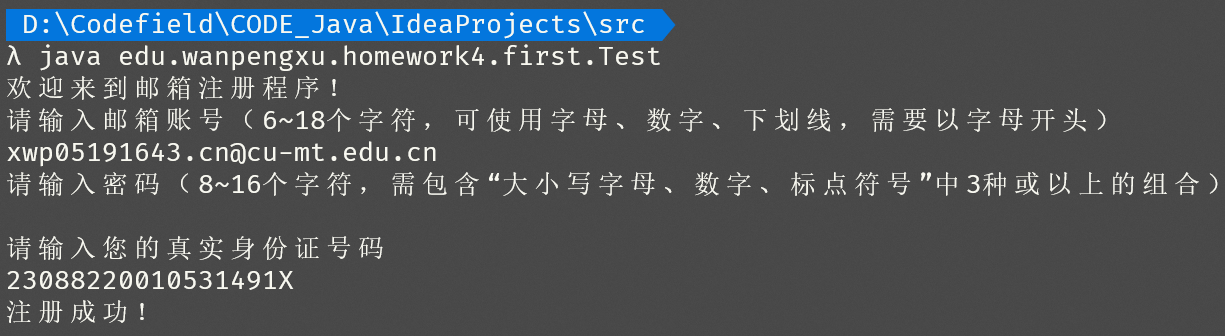 D:\Codefield\CODE_Java\IdeaProjects\src
λ java edu.wanpengxu.homework4.first.Test
欢迎来到邮箱注册程序！
请输入邮箱账号（6~18个字符，可使用字母、数字、下划线，需要以字母开头）
xwp05191643.cn@cu-mt.edu.cn
请输入密码（8~16个字符，需包含“大小写字母、数字、标点符号”中3种或以上的组合）
请输入您的真实身份证号码
23088220010531491X
注册成功！